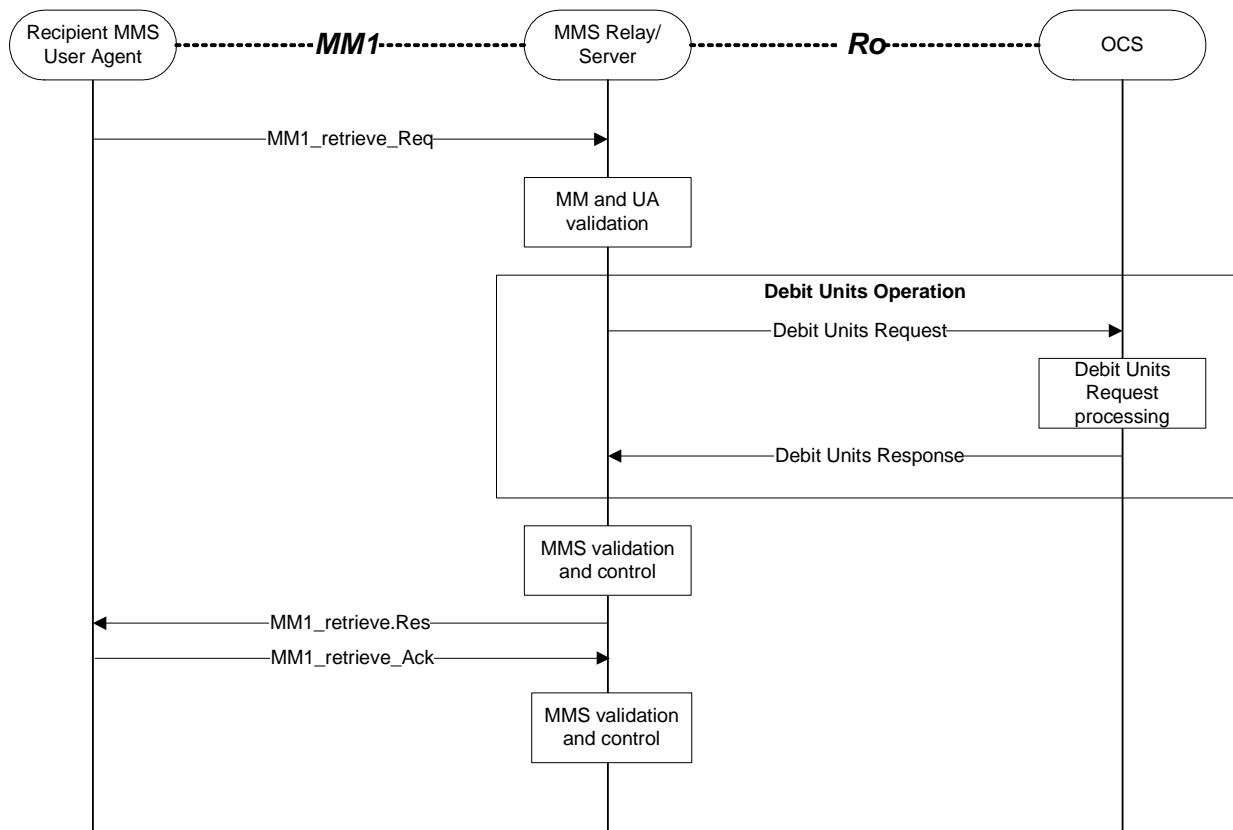 Recipient MMS
User Agent
MM1
MMS Relay/
Server
Ro
OCS
MM1_retrieve_Req
MM and UA
validation
Debit Units Operation
Debit Units Request
Debit Units
Request
processing
Debit Units Response
MMS validation
and control
MM1_retrieve.Res
MM1_retrieve_Ack
MMS validation
and control